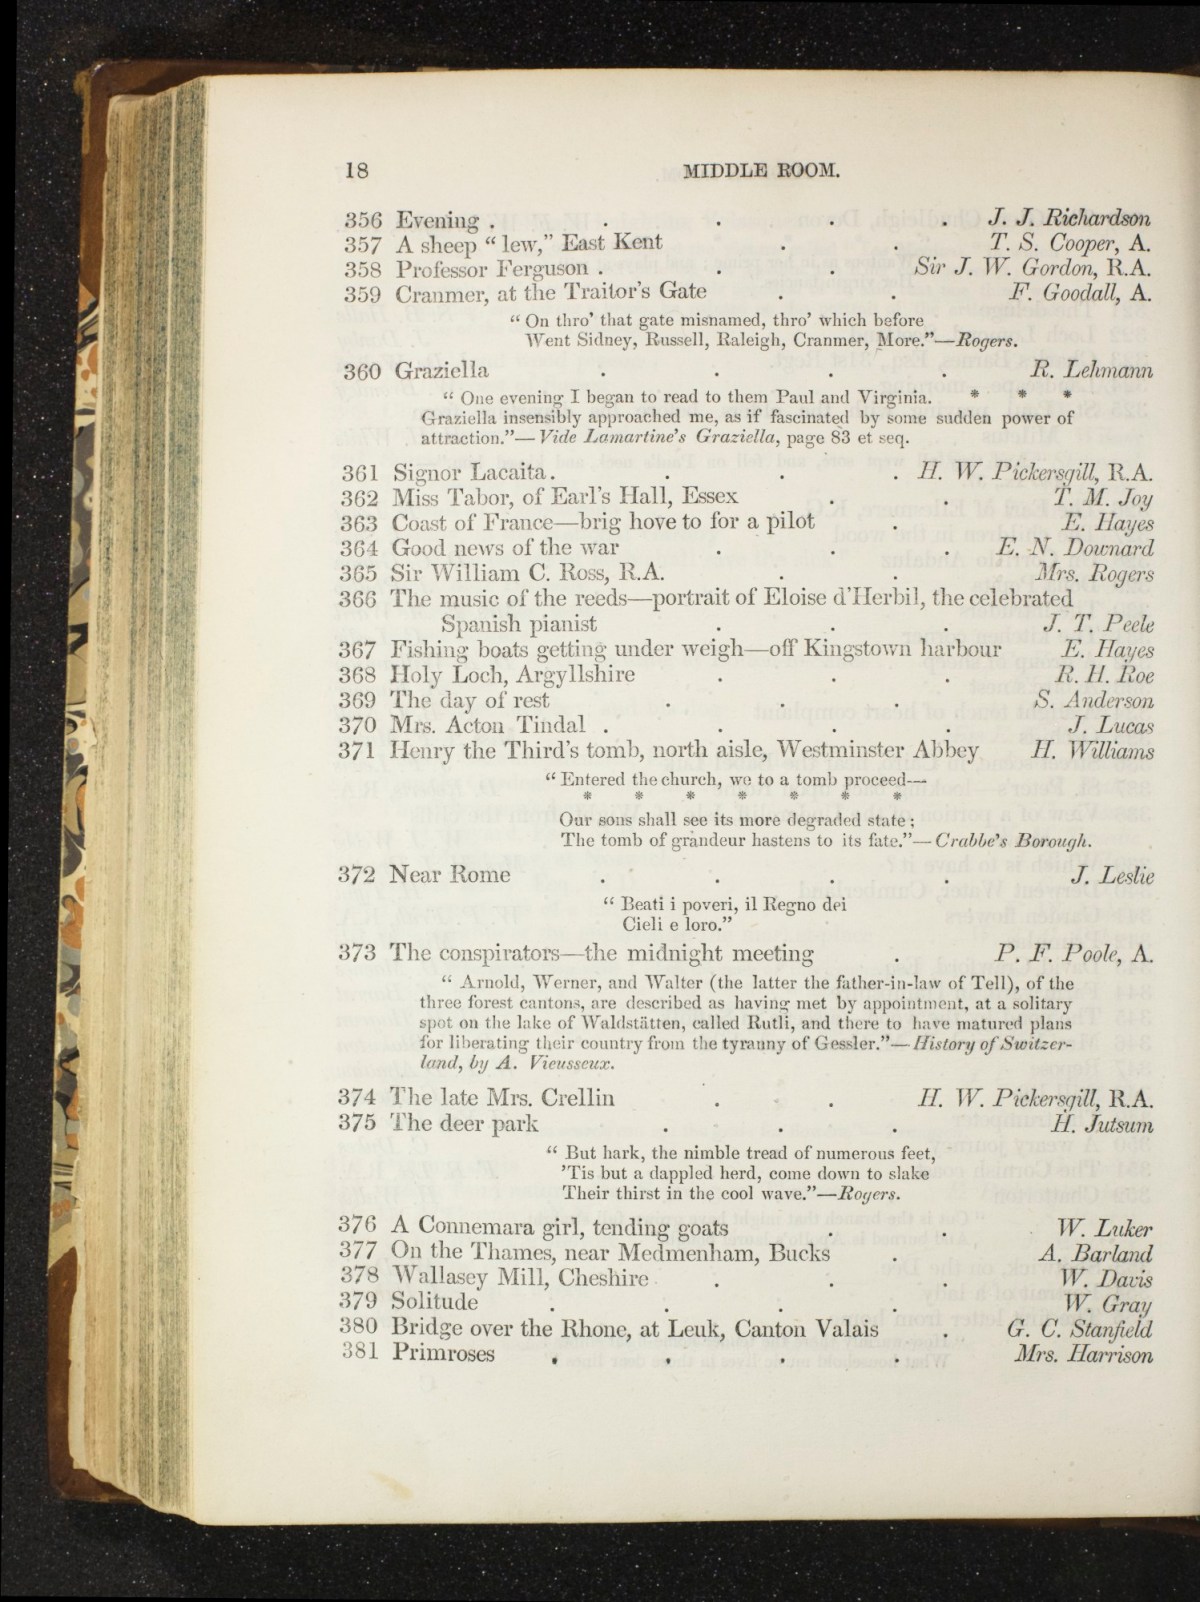 18 MIDDLE ROOM.
356 Evening . . . . . J. J. Richardson
357 A sheep “lew,” East Kent . . T. S. Cooper, A.
358 Professor Ferguson . . . Sir J. W. Gordon, R.A.
359 Cranmer, at the Traitor’s Gate . . F. Goodall, A.
“On thro’ that gate misnamed, thro’ which before
Went Sidney, Russell, Raleigh, Cranmer, More.”—Rogers.
360 Graziella . . . . R. Lehmann
“One evening I began to read to them Paul and Virginia. * * *
Graziella insensibly approached me, as if fascinated by some sudden power of
attraction.”—Vide Lamartine’s Graziella, page 83 et seq.
361 Signor Lacaita . . . . H. W. Pickersgill, R.A.
362 Miss Tabor, of Earl’s Hall, Essex . . T. M. Joy
363 Coast of France—brig hove to for a pilot . E. Hayes
364 Good news of the war . . . E. N. Downard
365 Sir William C. Ross, R.A. . . Mrs. Rogers
366 The music of the reeds—portrait of Eloise d’Herbil, the celebrated
Spanish pianist . . . J. T. Peele
367 Fishing boats getting under weigh—off Kingstown harbour E. Hayes
368 Holy Loch, Argyllshire . . . R. H. Roe
369 The day of rest . . . S. Anderson
370 Mrs. Acton Tindal . . . . J. Lucas
371 Henry the Third’s tomb, north aisle, Westminster Abbey H. Williams
“Entered the church, we to a tomb proceed—
* * * * * * *
Our sons shall see its more degraded state;
The tomb of grandeur hastens to its fate.”—Crabbe’s Borough.
372 Near Rome . . . . J. Leslie
“Beati i poveri, il Regno dei
Cieli e loro.”
373 The conspirators—the midnight meeting . P. F. Poole, A.
“Arnold, Werner, and Walter (the latter the father-in-law of Tell), of the
three forest cantons, are described as having met by appointment, at a solitary
spot on the lake of Waldstätten, called Rutli, and there to have matured plans
for liberating their country from the tyranny of Gessler.”—History of Switzer-
land, by A. Vieusseux.
374 The late Mrs. Crellin . . H. W. Pickersgill, R.A.
375 The deer park . . . H. Jutsum
“But hark, the nimble tread of numerous feet,
’Tis but a dappled herd, come down to slake
Their thirst in the cool wave.”—Rogers.
376 A Connemara girl, tending goats . . W. Luker
377 On the Thames, near Medmenham, Bucks . A. Barland
378 Wallasey Mill, Cheshire . . . W. Davis
379 Solitude . . . . W. Gray
380 Bridge over the Rhone, at Leuk, Canton Valais . G. C. Stanfield
381 Primroses . . . . Mrs. Harrison